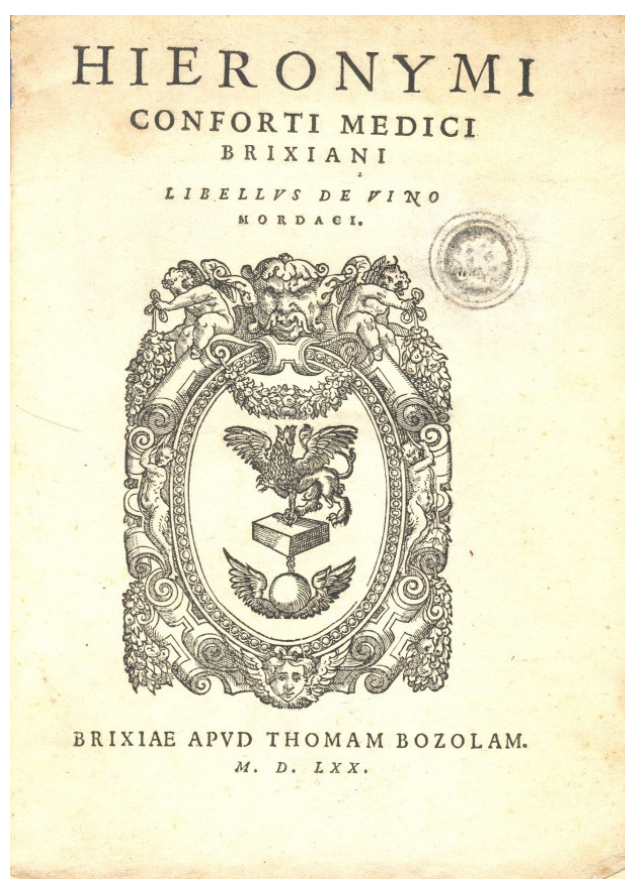 HIERONYMI
CONFORTI MEDICI
BRIXIANI
LIBELLVS DE VINO
MORDACI.
BRIXIAE APVD THOMAM BOZOLAM.
M. D. LXX.